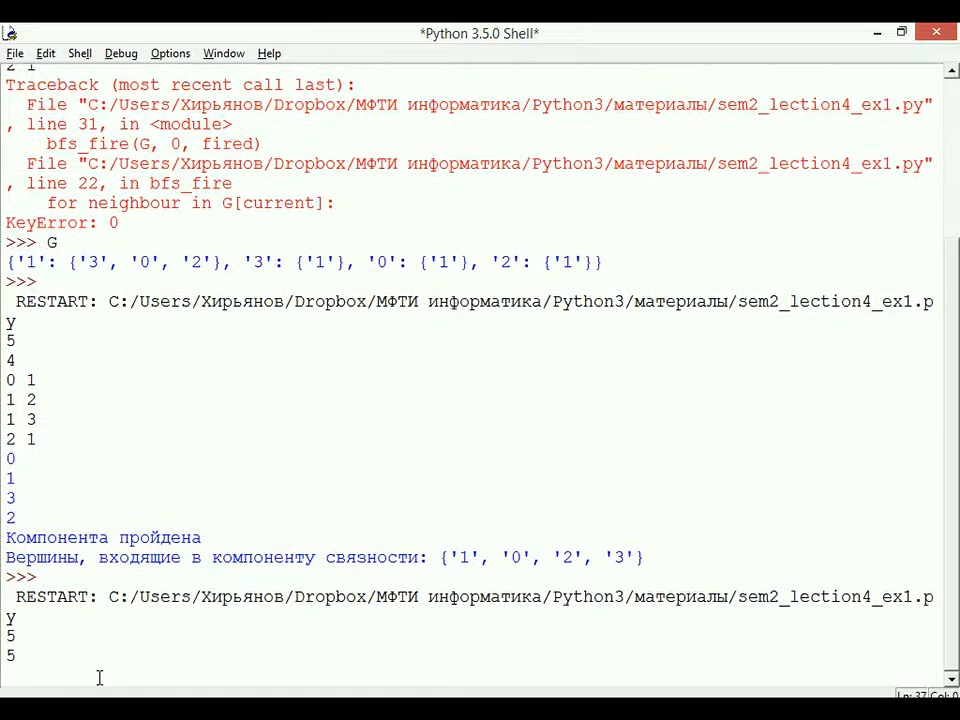 *Python 3.5.0 Shell*
File Edit Shell Debug Options Window Help
2 1
Traceback (most recent call last):
File "C:/Users/Хирьянов/Dropbox/МФТИ информатика/Python3/материалы/sem2_lection4_ex1.py"
, line 31, in <module>
bfs_fire(G, 0, fired)
File "C:/Users/Хирьянов/Dropbox/МФТИ информатика/Python3/материалы/sem2_lection4_ex1.py"
, line 22, in bfs_fire
for neighbour in G[current]:
KeyError: 0
>>> G
{'1': {'3', '0', '2'}, '3': {'1'}, '0': {'1'}, '2': {'1'}}
>>>
RESTART: C:/Users/Хирьянов/Dropbox/МФТИ информатика/Python3/материалы/sem2_lection4_ex1.p
y
5
4
0 1
1 2
1 3
2 1
0
1
3
2
Компонента пройдена
Вершины, входящие в компоненту связности: {'1', '0', '2', '3'}
>>>
RESTART: C:/Users/Хирьянов/Dropbox/МФТИ информатика/Python3/материалы/sem2_lection4_ex1.p
y
5
5
Ln: 37 Col: 0